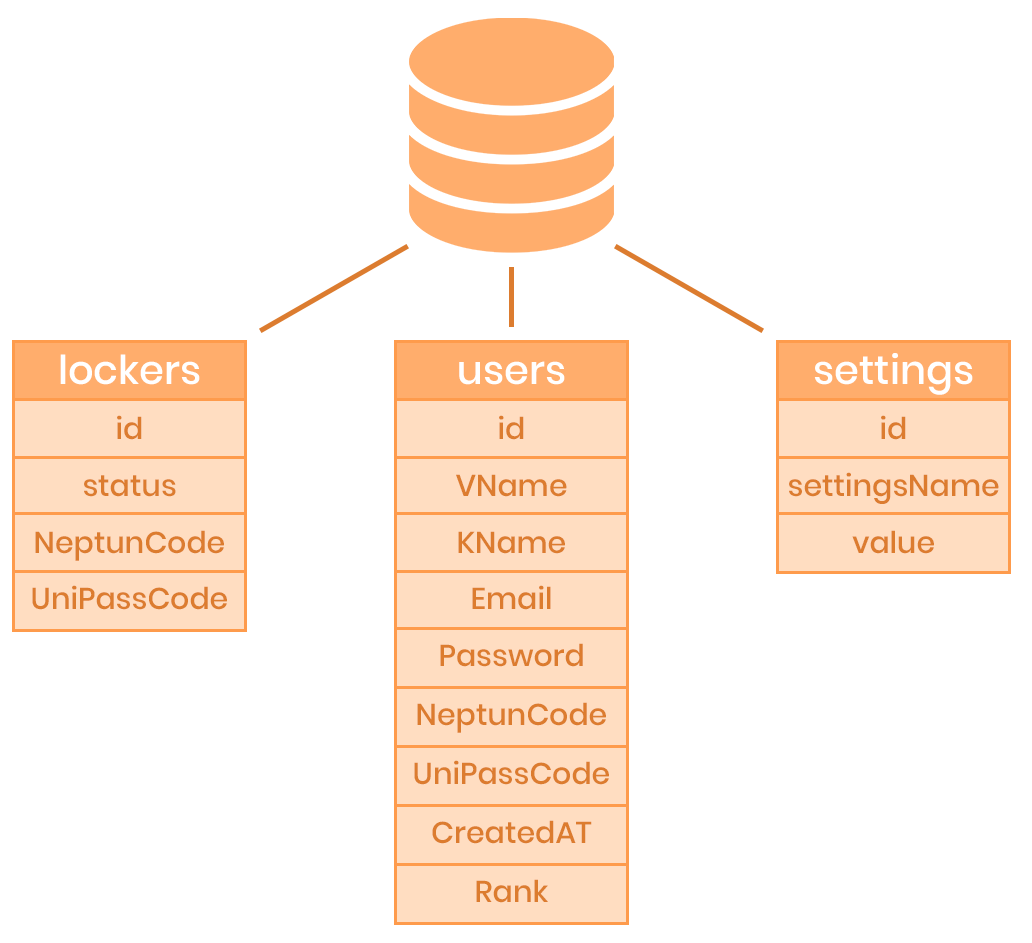 lockers
id
status
NeptunCode
UniPassCode
users
id
VName
KName
Email
Password
NeptunCode
UniPassCode
CreatedAT
Rank
settings
id
settingsName
value